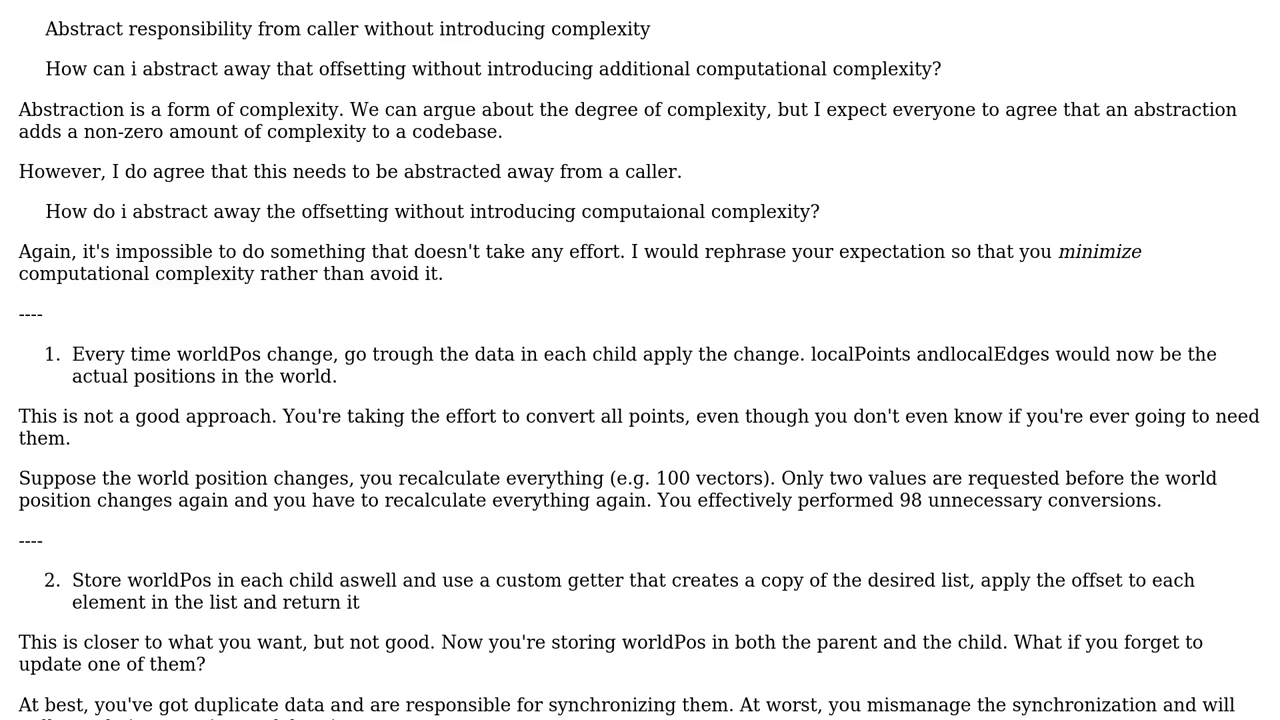 Abstract responsibility from caller without introducing complexity
How can i abstract away that offsetting without introducing additional computational complexity?
Abstraction is a form of complexity. We can argue about the degree of complexity, but I expect everyone to agree that an abstraction
adds a non-zero amount of complexity to a codebase.
However, I do agree that this needs to be abstracted away from a caller.
How do i abstract away the offsetting without introducing computaional complexity?
Again, it's impossible to do something that doesn't take any effort. I would rephrase your expectation so that you minimize
computational complexity rather than avoid it.
----
1. Every time worldPos change, go trough the data in each child apply the change. localPoints andlocalEdges would now be the
actual positions in the world.
This is not a good approach. You're taking the effort to convert all points, even though you don't even know if you're ever going to need
them.
Suppose the world position changes, you recalculate everything (e.g. 100 vectors). Only two values are requested before the world
position changes again and you have to recalculate everything again. You effectively performed 98 unnecessary conversions.
----
2. Store worldPos in each child aswell and use a custom getter that creates a copy of the desired list, apply the offset to each
element in the list and return it
This is closer to what you want, but not good. Now you're storing worldPos in both the parent and the child. What if you forget to
update one of them?
At best, you've got duplicate data and are responsible for synchronizing them. At worst, you mismanage the synchronization and will